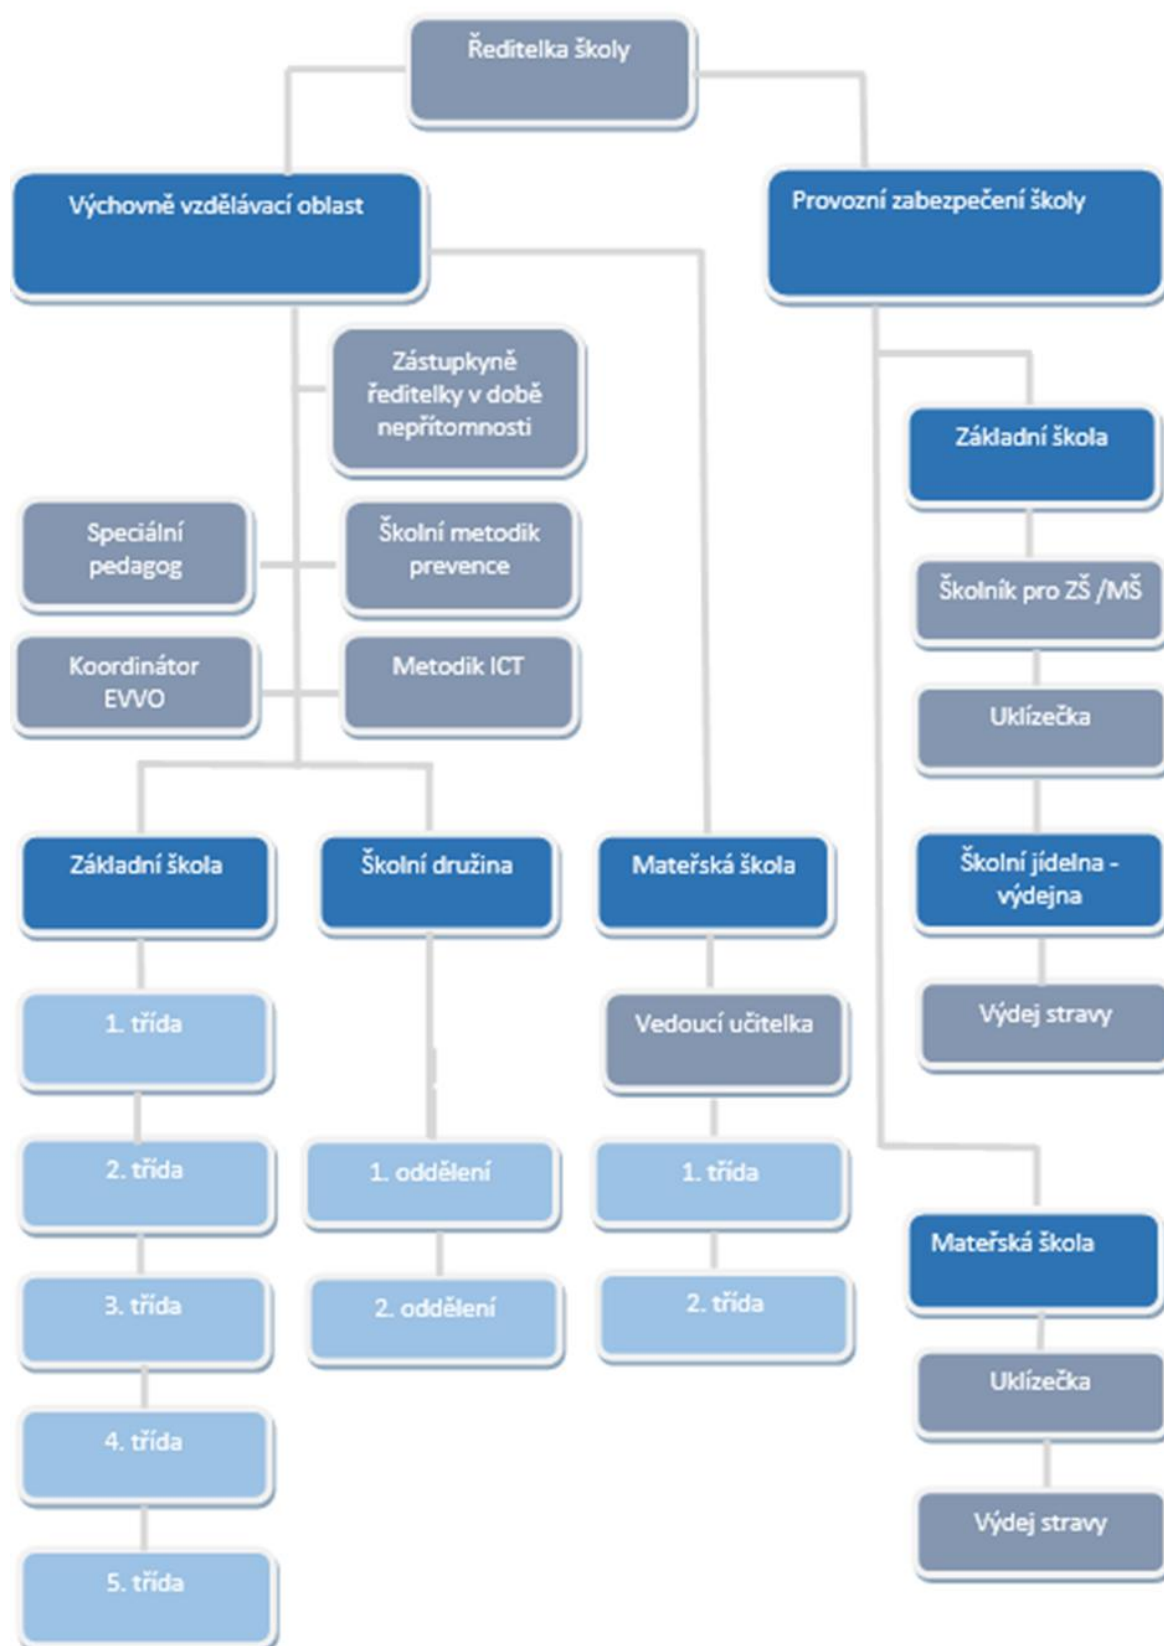 Ředitelka školy
Výchovně vzdělávací oblast
Provozní zabezpečení školy
Zástupkyně
ředitelky v době
nepřítomnosti
Speciální
pedagog
Školní metodik
prevence
Koordinátor
EVVO
Metodik ICT
Základní škola
1. třída
2. třída
3. třída
4. třída
5. třída
Školní družina
1. oddělení
2. oddělení
Mateřská škola
Vedoucí učitelka
1. třída
2. třída
Základní škola
Školník pro ZŠ /MŠ
Uklízečka
Školní jídelna -
výdejna
Výdej stravy
Mateřská škola
Uklízečka
Výdej stravy